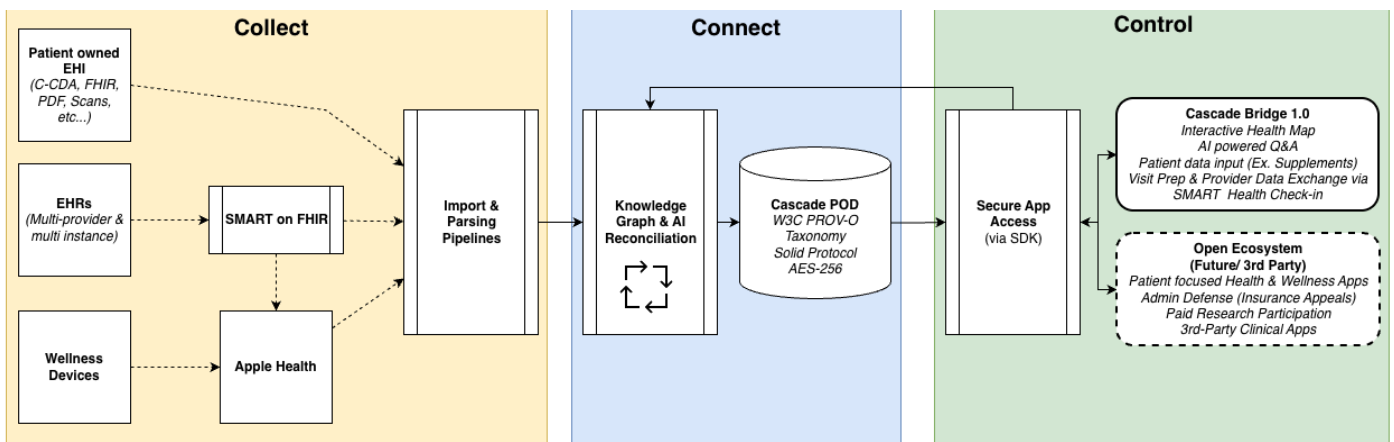 Collect
Patient owned
EHI
(C-CDA, FHIR,
PDF, Scans,
etc...)
EHRs
(Multi-provider &
multi instance)
SMART on FHIR
Wellness
Devices
Apple Health
Import &
Parsing
Pipelines
Connect
Knowledge
Graph & AI
Reconciliation
Cascade POD
W3C PROV-O
Taxonomy
Solid Protocol
AES-256
Control
Secure App
Access
(via SDK)
Cascade Bridge 1.0
Interactive Health Map
AI powered Q&A
Patient data input (Ex. Supplements)
Visit Prep & Provider Data Exchange via
SMART Health Check-in
Open Ecosystem
(Future/ 3rd Party)
Patient focused Health & Wellness Apps
Admin Defense (Insurance Appeals)
Paid Research Participation
3rd-Party Clinical Apps